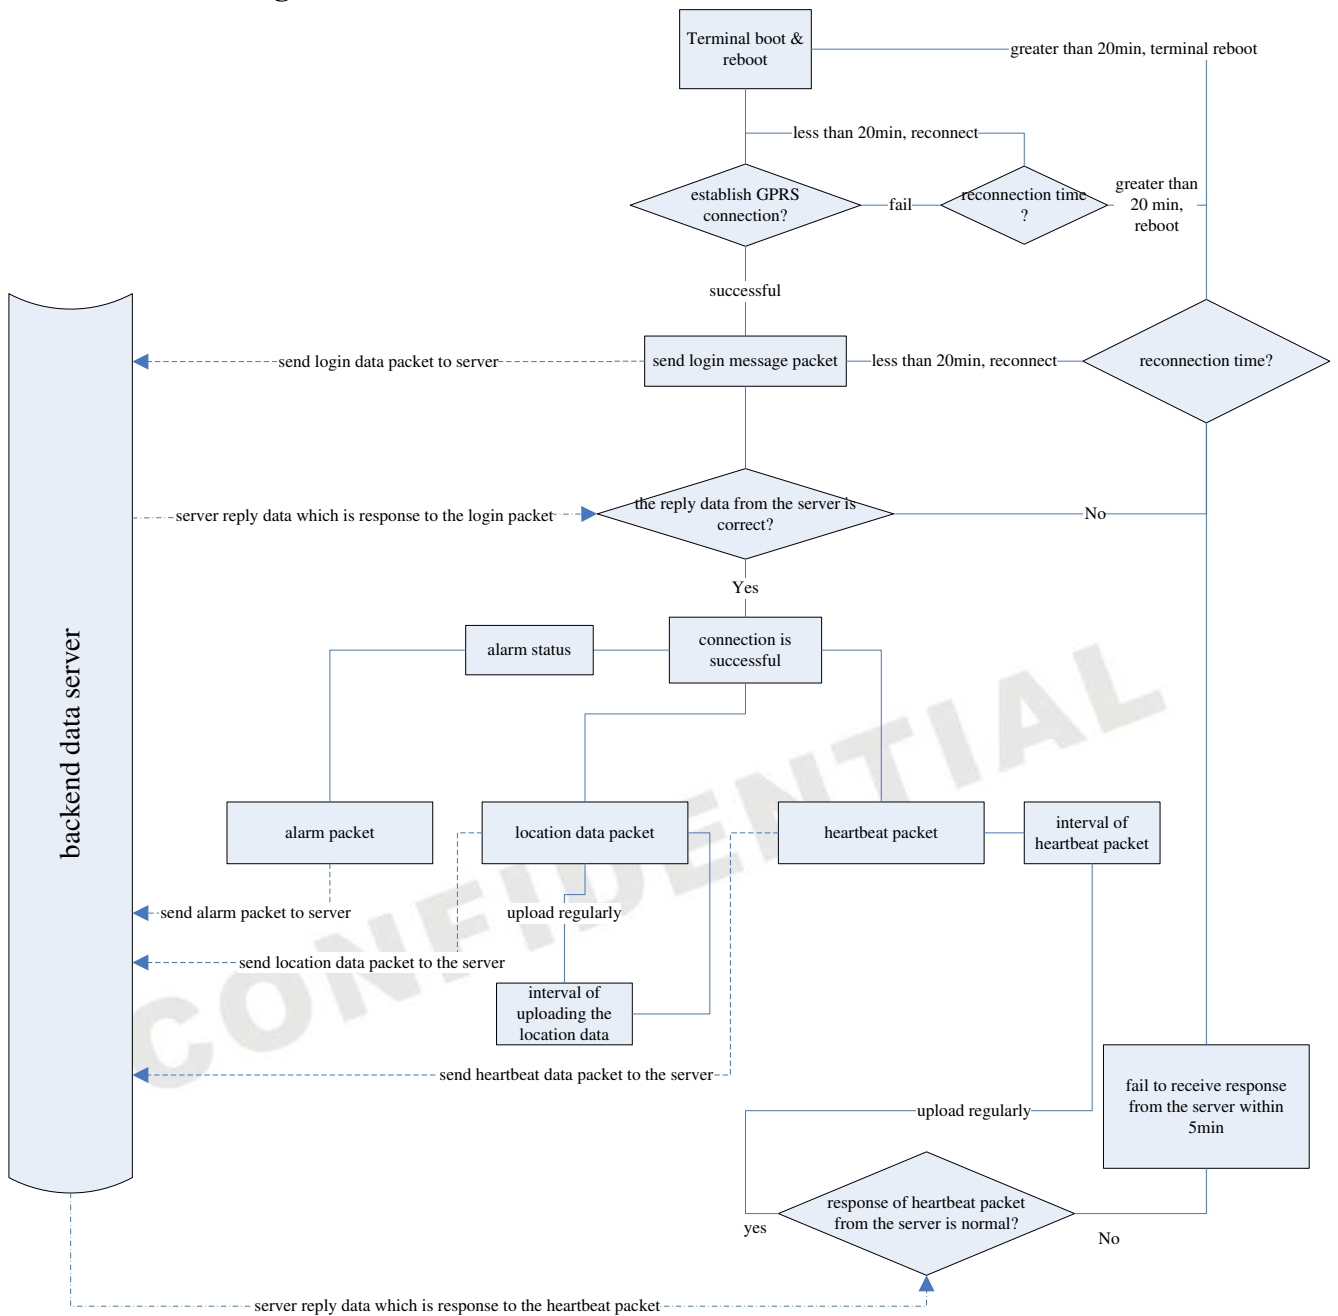 Terminal boot &
reboot
greater than 20min, terminal reboot
less than 20min, reconnect
establish GPRS
connection?
fail
reconnection time
?
greater than
20 min,
reboot
successful
send login data packet to server
send login message packet
less than 20min, reconnect
reconnection time?
server reply data which is response to the login packet
the reply data from the server is
correct?
No
Yes
alarm status
connection is
successful
backend data server
alarm packet
location data packet
heartbeat packet
interval of
heartbeat packet
send alarm packet to server
upload regularly
send location data packet to the server
interval of
uploading the
location data
send heartbeat data packet to the server
fail to receive response
from the server within
5min
upload regularly
response of heartbeat packet
from the server is normal?
yes
No
server reply data which is response to the heartbeat packet
CONFIDENTIAL